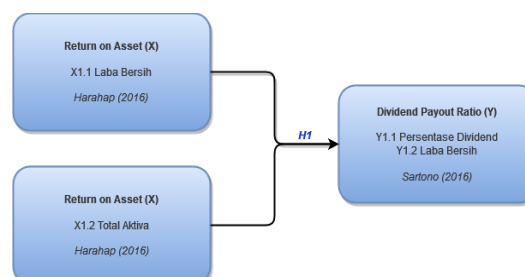 Return on Asset (X)
X1.1 Laba Bersih
Harahap (2016)
H1
Dividend Payout Ratio (Y)
Y1.1 Persentase Dividend
Y1.2 Laba Bersih
Sartono (2016)
Return on Asset (X)
X1.2 Total Aktiva
Harahap (2016)